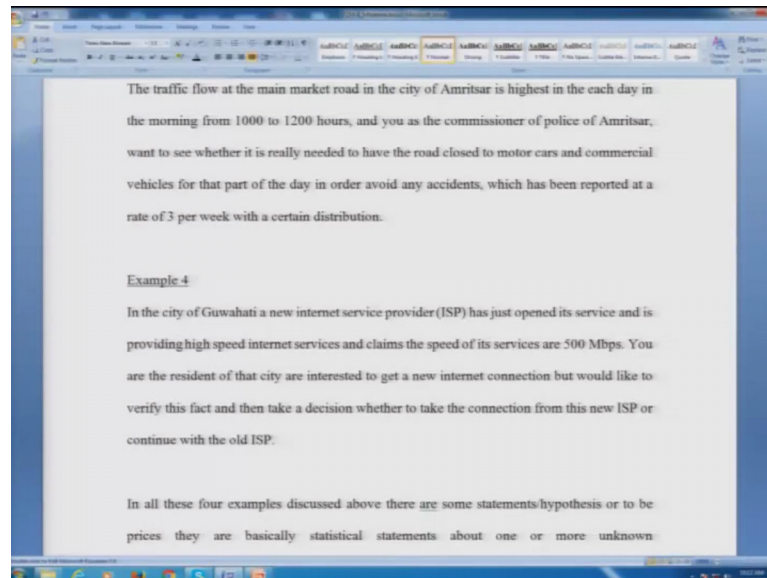 The traffic flow at the main market road in the city of Amritsar is highest in the each day in
the morning from 1000 to 1200 hours, and you as the commissioner of police of Amritsar,
want to see whether it is really needed to have the road closed to motor cars and commercial
vehicles for that part of the day in order avoid any accidents, which has been reported at a
rate of 3 per week with a certain distribution.
Example 4
In the city of Guwahati a new internet service provider (ISP) has just opened its service and is
providing high speed internet services and claims the speed of its services are 500 Mbps. You
are the resident of that city are interested to get a new internet connection but would like to
verify this fact and then take a decision whether to take the connection from this new ISP or
continue with the old ISP.
In all these four examples discussed above there are some statements/hypothesis or to be
prices they are basically statistical statements about one or more unknown